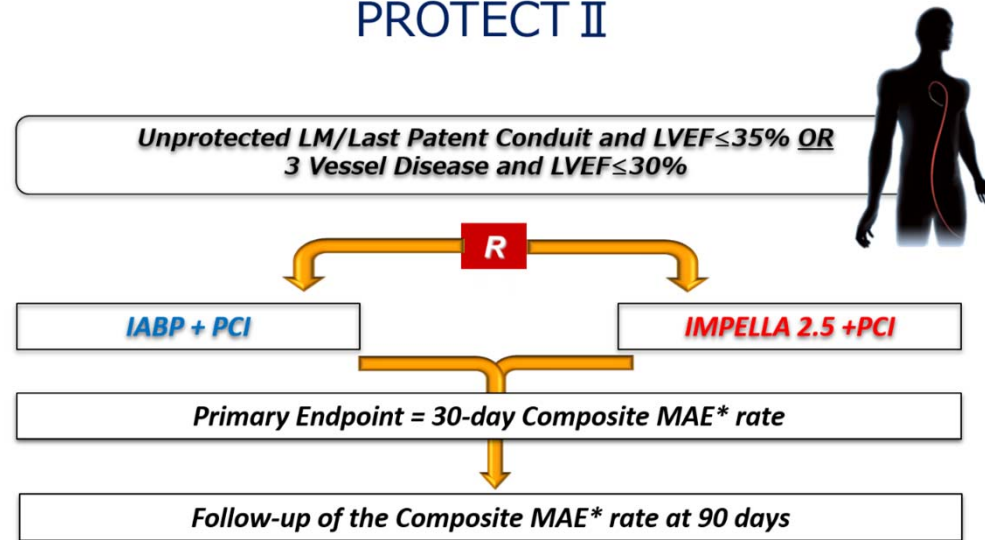 PROTECT Ⅱ
Unprotected LM/Last Patent Conduit and LVEF≤35% OR
3 Vessel Disease and LVEF≤30%
R
IABP + PCI
IMPELLA 2.5 +PCI
Primary Endpoint = 30-day Composite MAE* rate
Follow-up of the Composite MAE* rate at 90 days